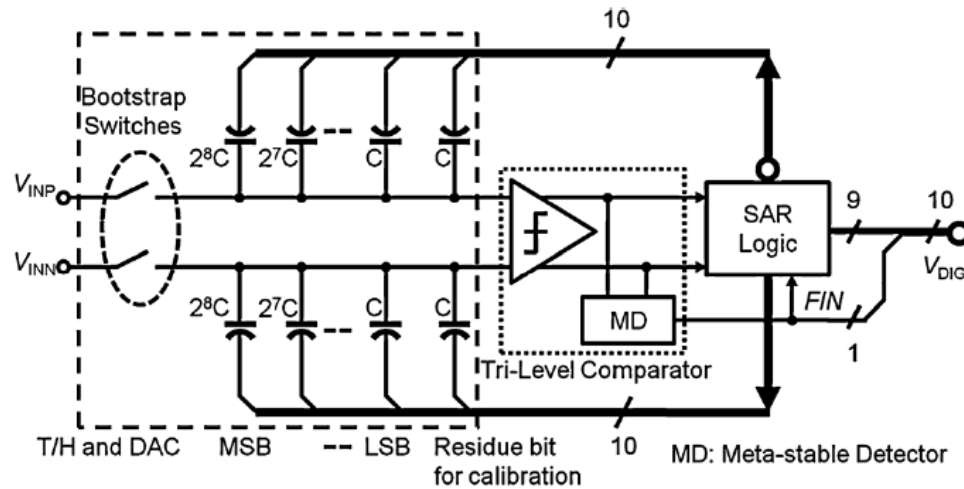 10
Bootstrap
Switches
2⁸C 2⁷C C C
V_INP
V_INN
SAR
Logic
9 10
V_DIG
2⁸C 2⁷C C C
MD
FIN
1
Tri-Level Comparator
10
T/H and DAC MSB -- LSB Residue bit
for calibration
MD: Meta-stable Detector